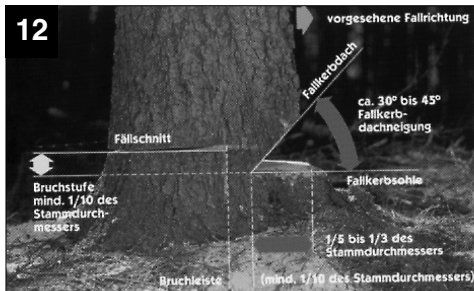 12
vorgesehene Fallrichtung
Fallkerbdach
ca. 30° bis 45°
Fallkerb-
dachneigung
Fällschnitt
Bruchstufe
mind. 1/10 des
Stammdurch-
messers
Fallkerbsohle
1/5 bis 1/3 des
Stammdurchmessers
Bruchleiste
(mind. 1/10 des Stammdurchmessers)